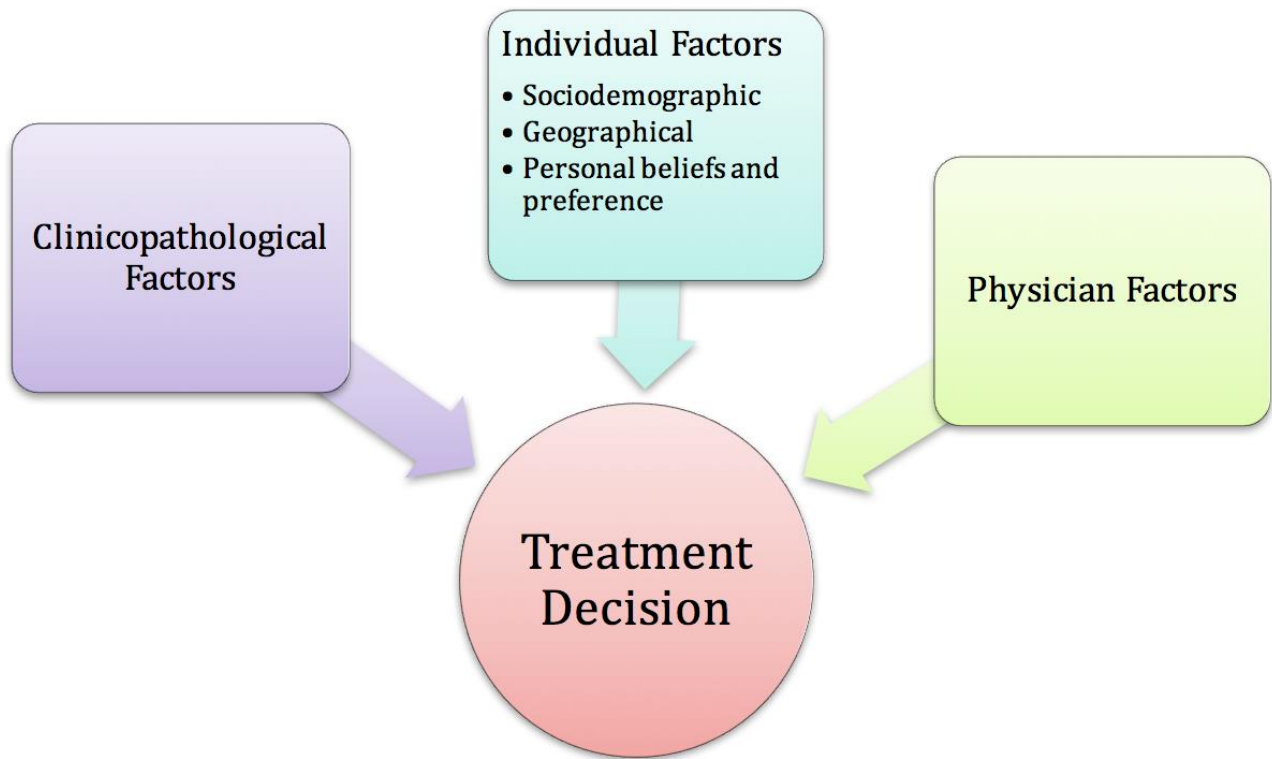 Individual Factors
• Sociodemographic
• Geographical
• Personal beliefs and
preference
Clinicopathological
Factors
Physician Factors
Treatment
Decision